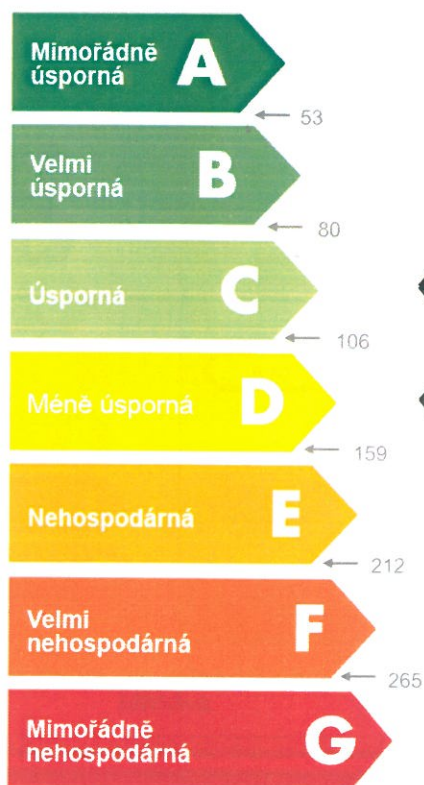 Mimořádně
úsporná
A
← 53
Velmi
úsporná
B
← 80
Úsporná
C
← 106
Méně úsporná
D
← 159
Nehospodárná
E
← 212
Velmi
nehospodárná
F
← 265
Mimořádně
nehospodárná
G